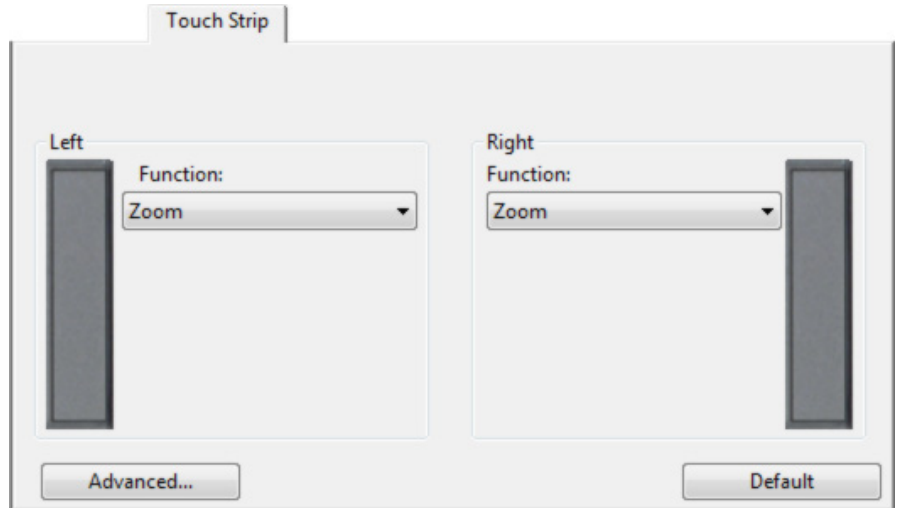 Touch Strip
Left
Function:
Zoom
Right
Function:
Zoom
Advanced...
Default